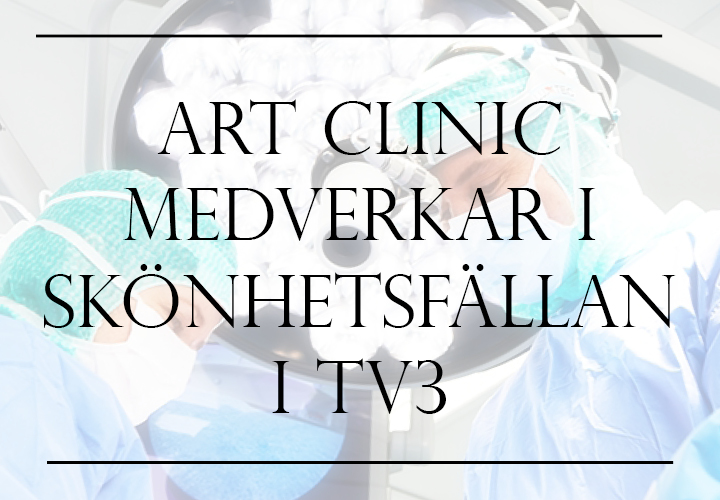 ART CLINIC
MEDVERKAR I
SKÖNHETSFÄLLAN
I TV3